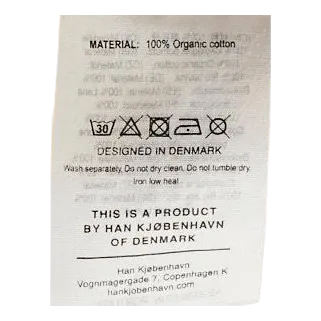 MATERIAL: 100% Organic cotton
30
DESIGNED IN DENMARK
Wash separately. Do not dry clean. Do not tumble dry.
Iron low heat
THIS IS A PRODUCT
BY HAN KJØBENHAVN
OF DENMARK
Han Kjøbenhavn
Vognmagergade 7, Copenhagen K
hankjobenhavn.com